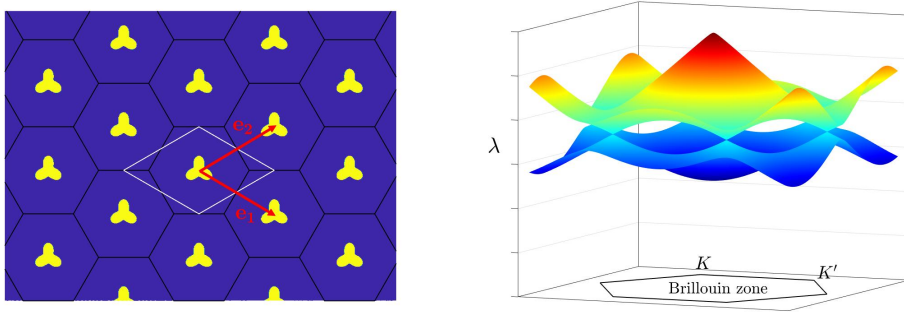 e₂
e₁
λ
K
K′
Brillouin zone